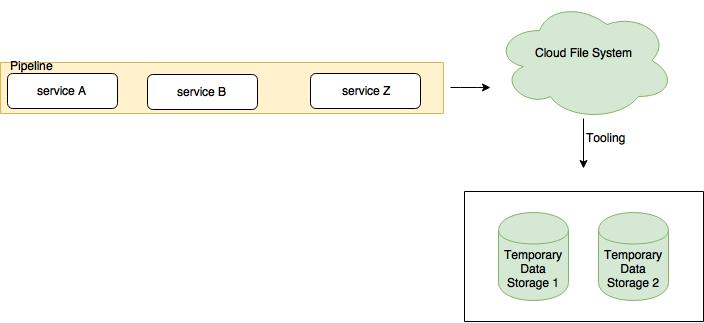 Pipeline
service A
service B
service Z
Cloud File System
Tooling
Temporary
Data
Storage 1
Temporary
Data
Storage 2